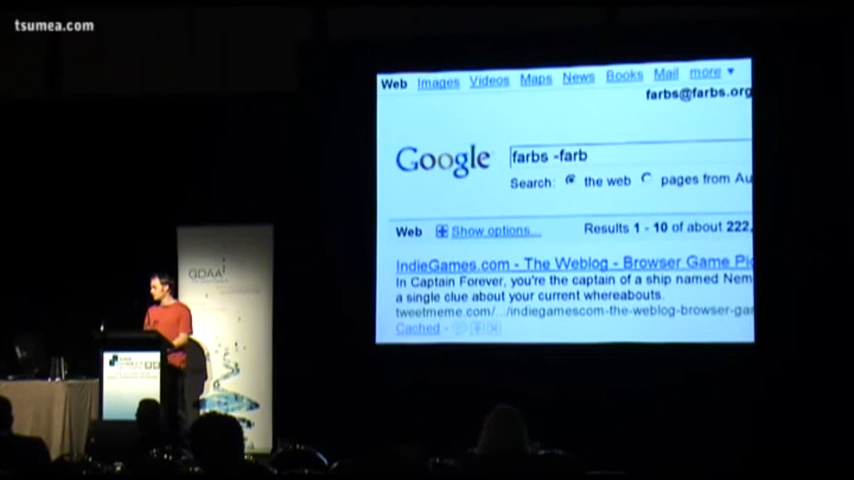 tsumea.com
Web Images Videos Maps News Books Mail more ▼
farbs@farbs.org
Google
farbs -farb
Search: the web pages from Au
Web Show options... Results 1 - 10 of about 222,
IndieGames.com - The Weblog - Browser Game Pi
In Captain Forever, you're the captain of a ship named Nem
a single clue about your current whereabouts.
tweetmeme.com/.../indiegamescom-the-weblog-browser-gar
Cached -
GDAA